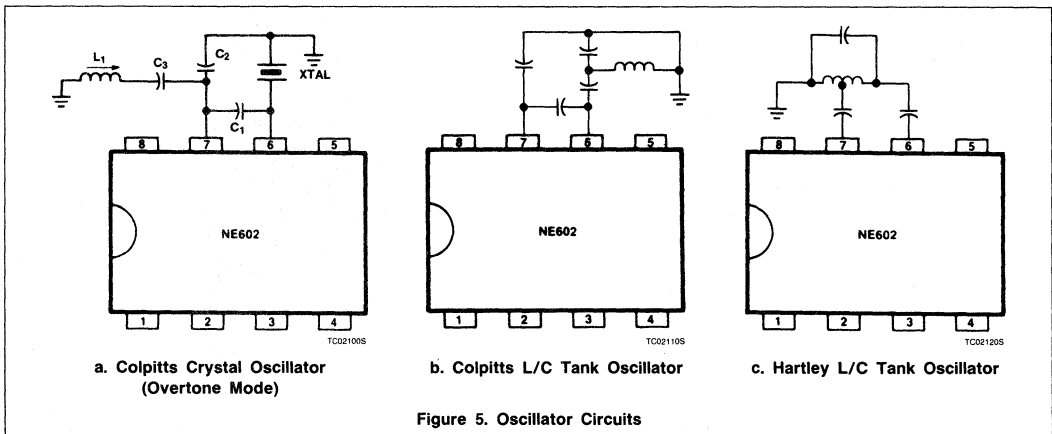 L1
C3
C2
XTAL
C1
8 7 6 5
NE602
1 2 3 4
TC02100S
a. Colpitts Crystal Oscillator
(Overtone Mode)
8 7 6 5
NE602
1 2 3 4
TC02110S
b. Colpitts L/C Tank Oscillator
8 7 6 5
NE602
1 2 3 4
TC02120S
c. Hartley L/C Tank Oscillator
Figure 5. Oscillator Circuits